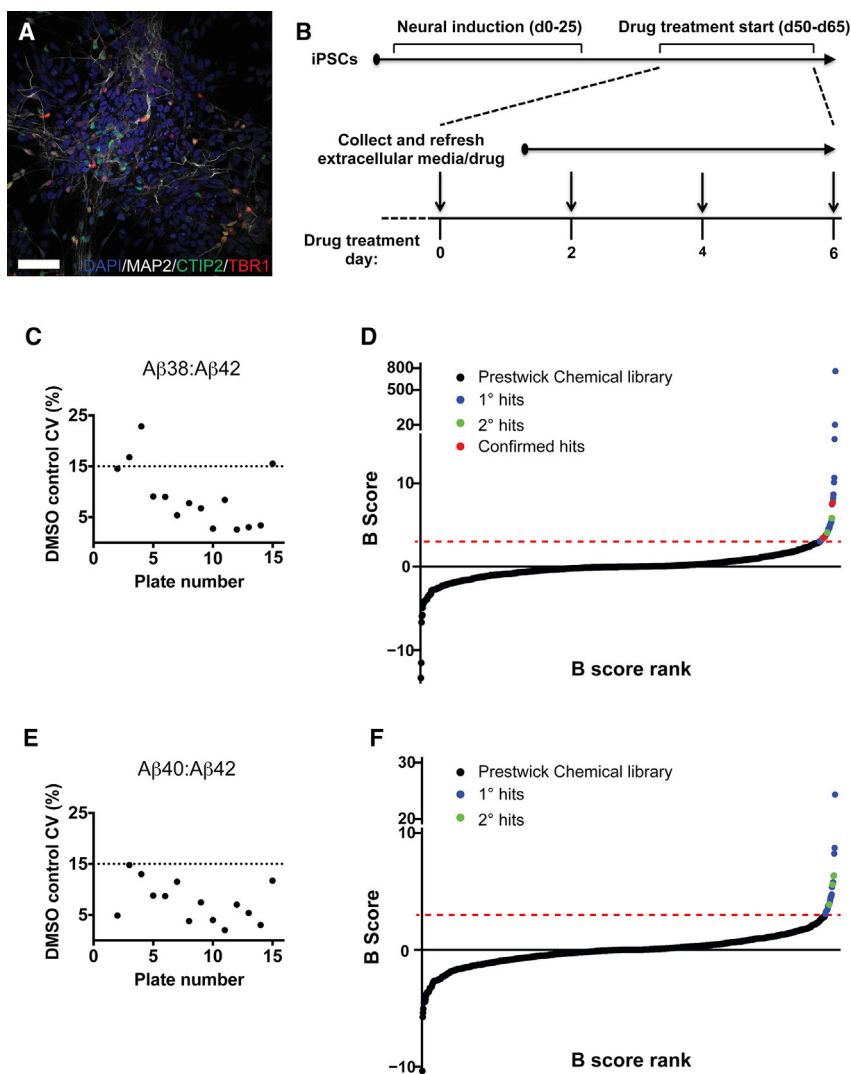 A
DAPI/MAP2/CTIP2/TBR1
B
Neural induction (d0-25)
Drug treatment start (d50-d65)
iPSCs
Collect and refresh
extracellular media/drug
Drug treatment
day:
0
2
4
6
C
Aβ38:Aβ42
DMSO control CV (%)
25
15
5
0
5
10
15
Plate number
D
800
500
20
10
0
−10
B Score
Prestwick Chemical library
1° hits
2° hits
Confirmed hits
B score rank
E
Aβ40:Aβ42
DMSO control CV (%)
25
15
5
0
5
10
15
Plate number
F
30
20
10
0
−10
B Score
Prestwick Chemical library
1° hits
2° hits
B score rank